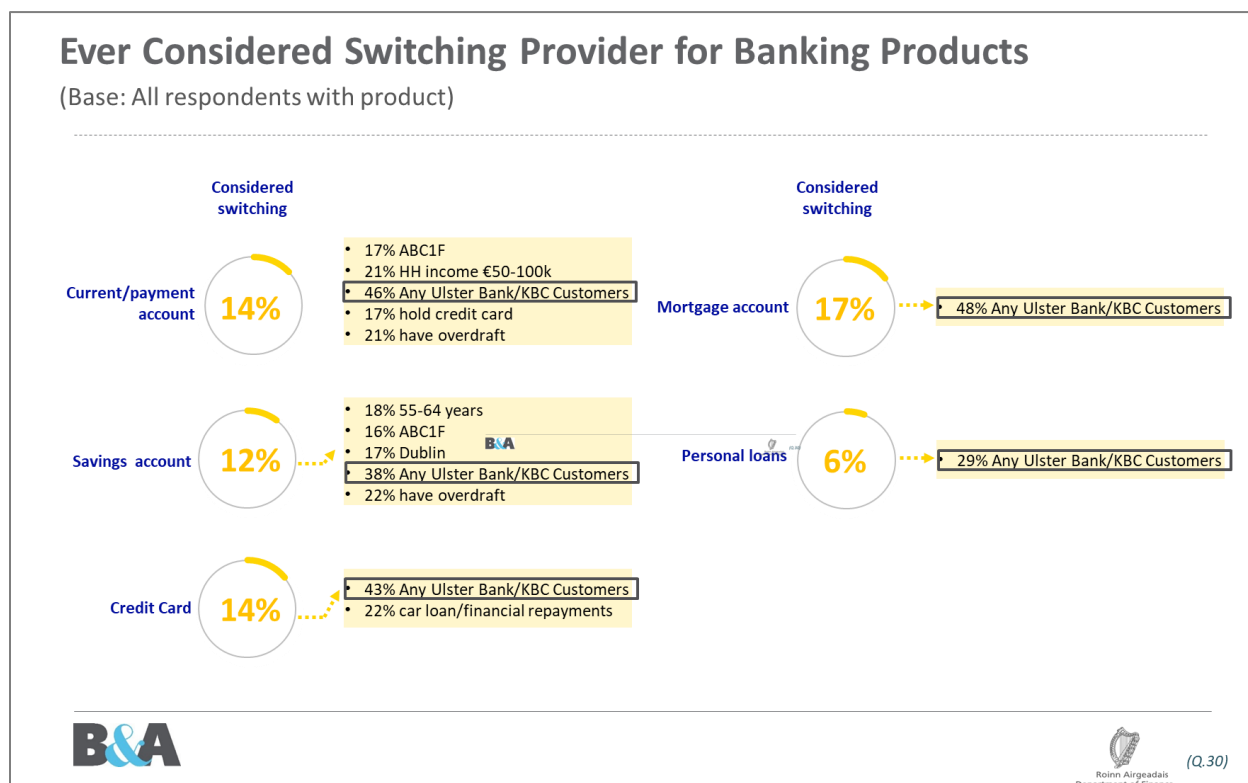 Ever Considered Switching Provider for Banking Products
(Base: All respondents with product)
Considered
switching
Current/payment
account
14%
• 17% ABC1F
• 21% HH income €50-100k
• 46% Any Ulster Bank/KBC Customers
• 17% hold credit card
• 21% have overdraft
Savings account
12%
• 18% 55-64 years
• 16% ABC1F
• 17% Dublin
• 38% Any Ulster Bank/KBC Customers
• 22% have overdraft
B&A
Credit Card
14%
• 43% Any Ulster Bank/KBC Customers
• 22% car loan/financial repayments
Considered
switching
Mortgage account
17%
• 48% Any Ulster Bank/KBC Customers
Personal loans
6%
• 29% Any Ulster Bank/KBC Customers
B&A
Roinn Airgeadais
(Q.30)